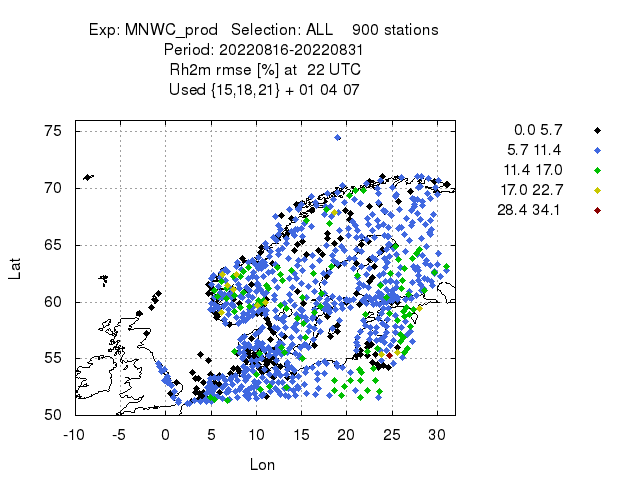 Exp: MNWC_prod Selection: ALL 900 stations
Period: 20220816-20220831
Rh2m rmse [%] at 22 UTC
Used {15,18,21} + 01 04 07
0.0 5.7
5.7 11.4
11.4 17.0
17.0 22.7
28.4 34.1
75
70
65
60
55
50
Lat
-10 -5 0 5 10 15 20 25 30
Lon